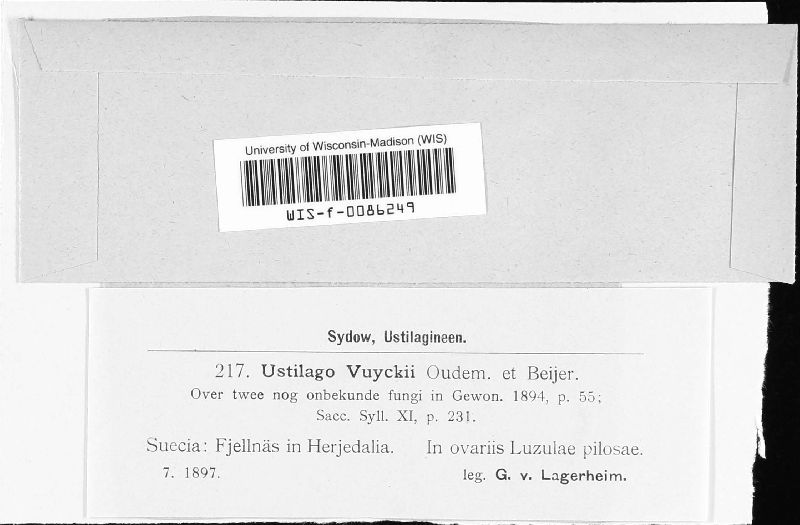 University of Wisconsin-Madison (WIS)
WIS-f-0086249
Sydow, Ustilagineen.
217. Ustilago Vuyckii Oudem. et Beijer.
Over twee nog onbekunde fungi in Gewon. 1894, p. 55;
Sacc. Syll. XI, p. 231.
Suecia: Fjellnäs in Herjedalia. In ovariis Luzulae pilosae.
7. 1897. leg. G. v. Lagerheim.